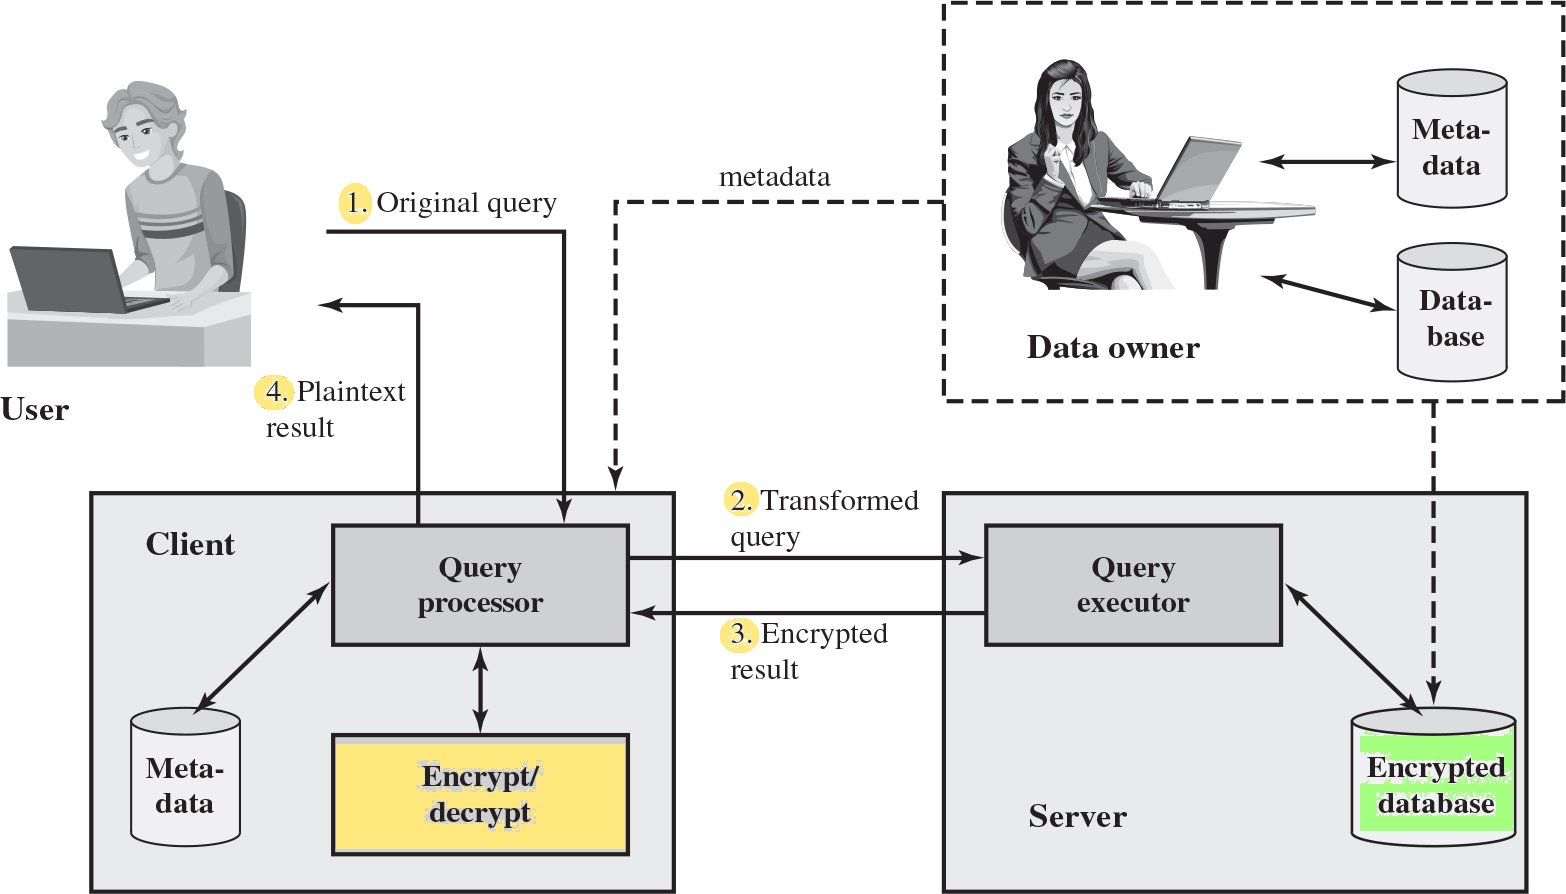 metadata
Meta-
data
1. Original query
Data-
base
Data owner
4. Plaintext
result
User
2. Transformed
query
Client
Query
processor
Query
executor
3. Encrypted
result
Meta-
data
Encrypt/
decrypt
Encrypted
database
Server